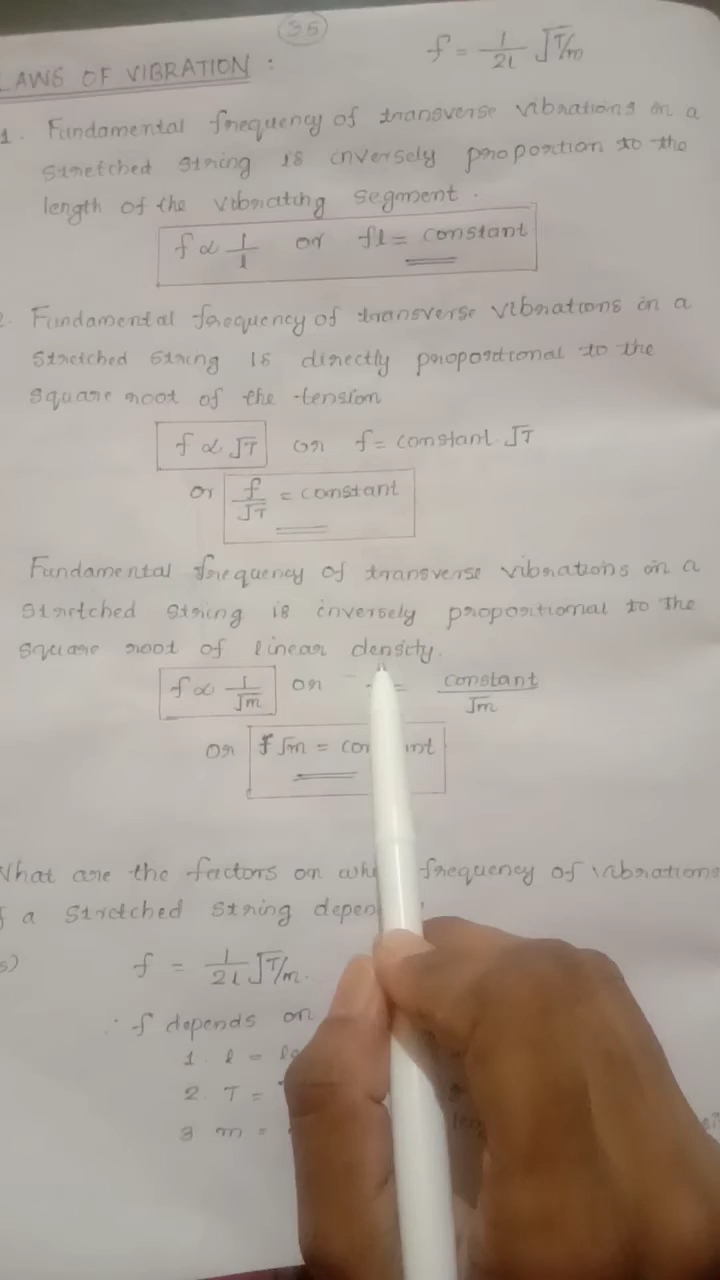 35
f = 1/2l √T/m
LAWS OF VIBRATION :
1. Fundamental frequency of transverse vibrations in a
stretched string is inversely proportion to the
length of the vibrating segment.
f ∝ 1/l or fl = constant
2. Fundamental frequency of transverse vibrations in a
stretched string is directly propostional to the
square root of the tension
f ∝ √T or f = constant √T
or f/√T = constant
Fundamental frequency of transverse vibrations in a
stretched string is inversely propositional to the
square root of linear density.
f ∝ 1/√m or = constant/√m
or f√m =
What are the factors on frequency of vibrations
a stretched string
f = 1/2l √T/m.
∴ f depends on
1. l =
2. T =
3 m =